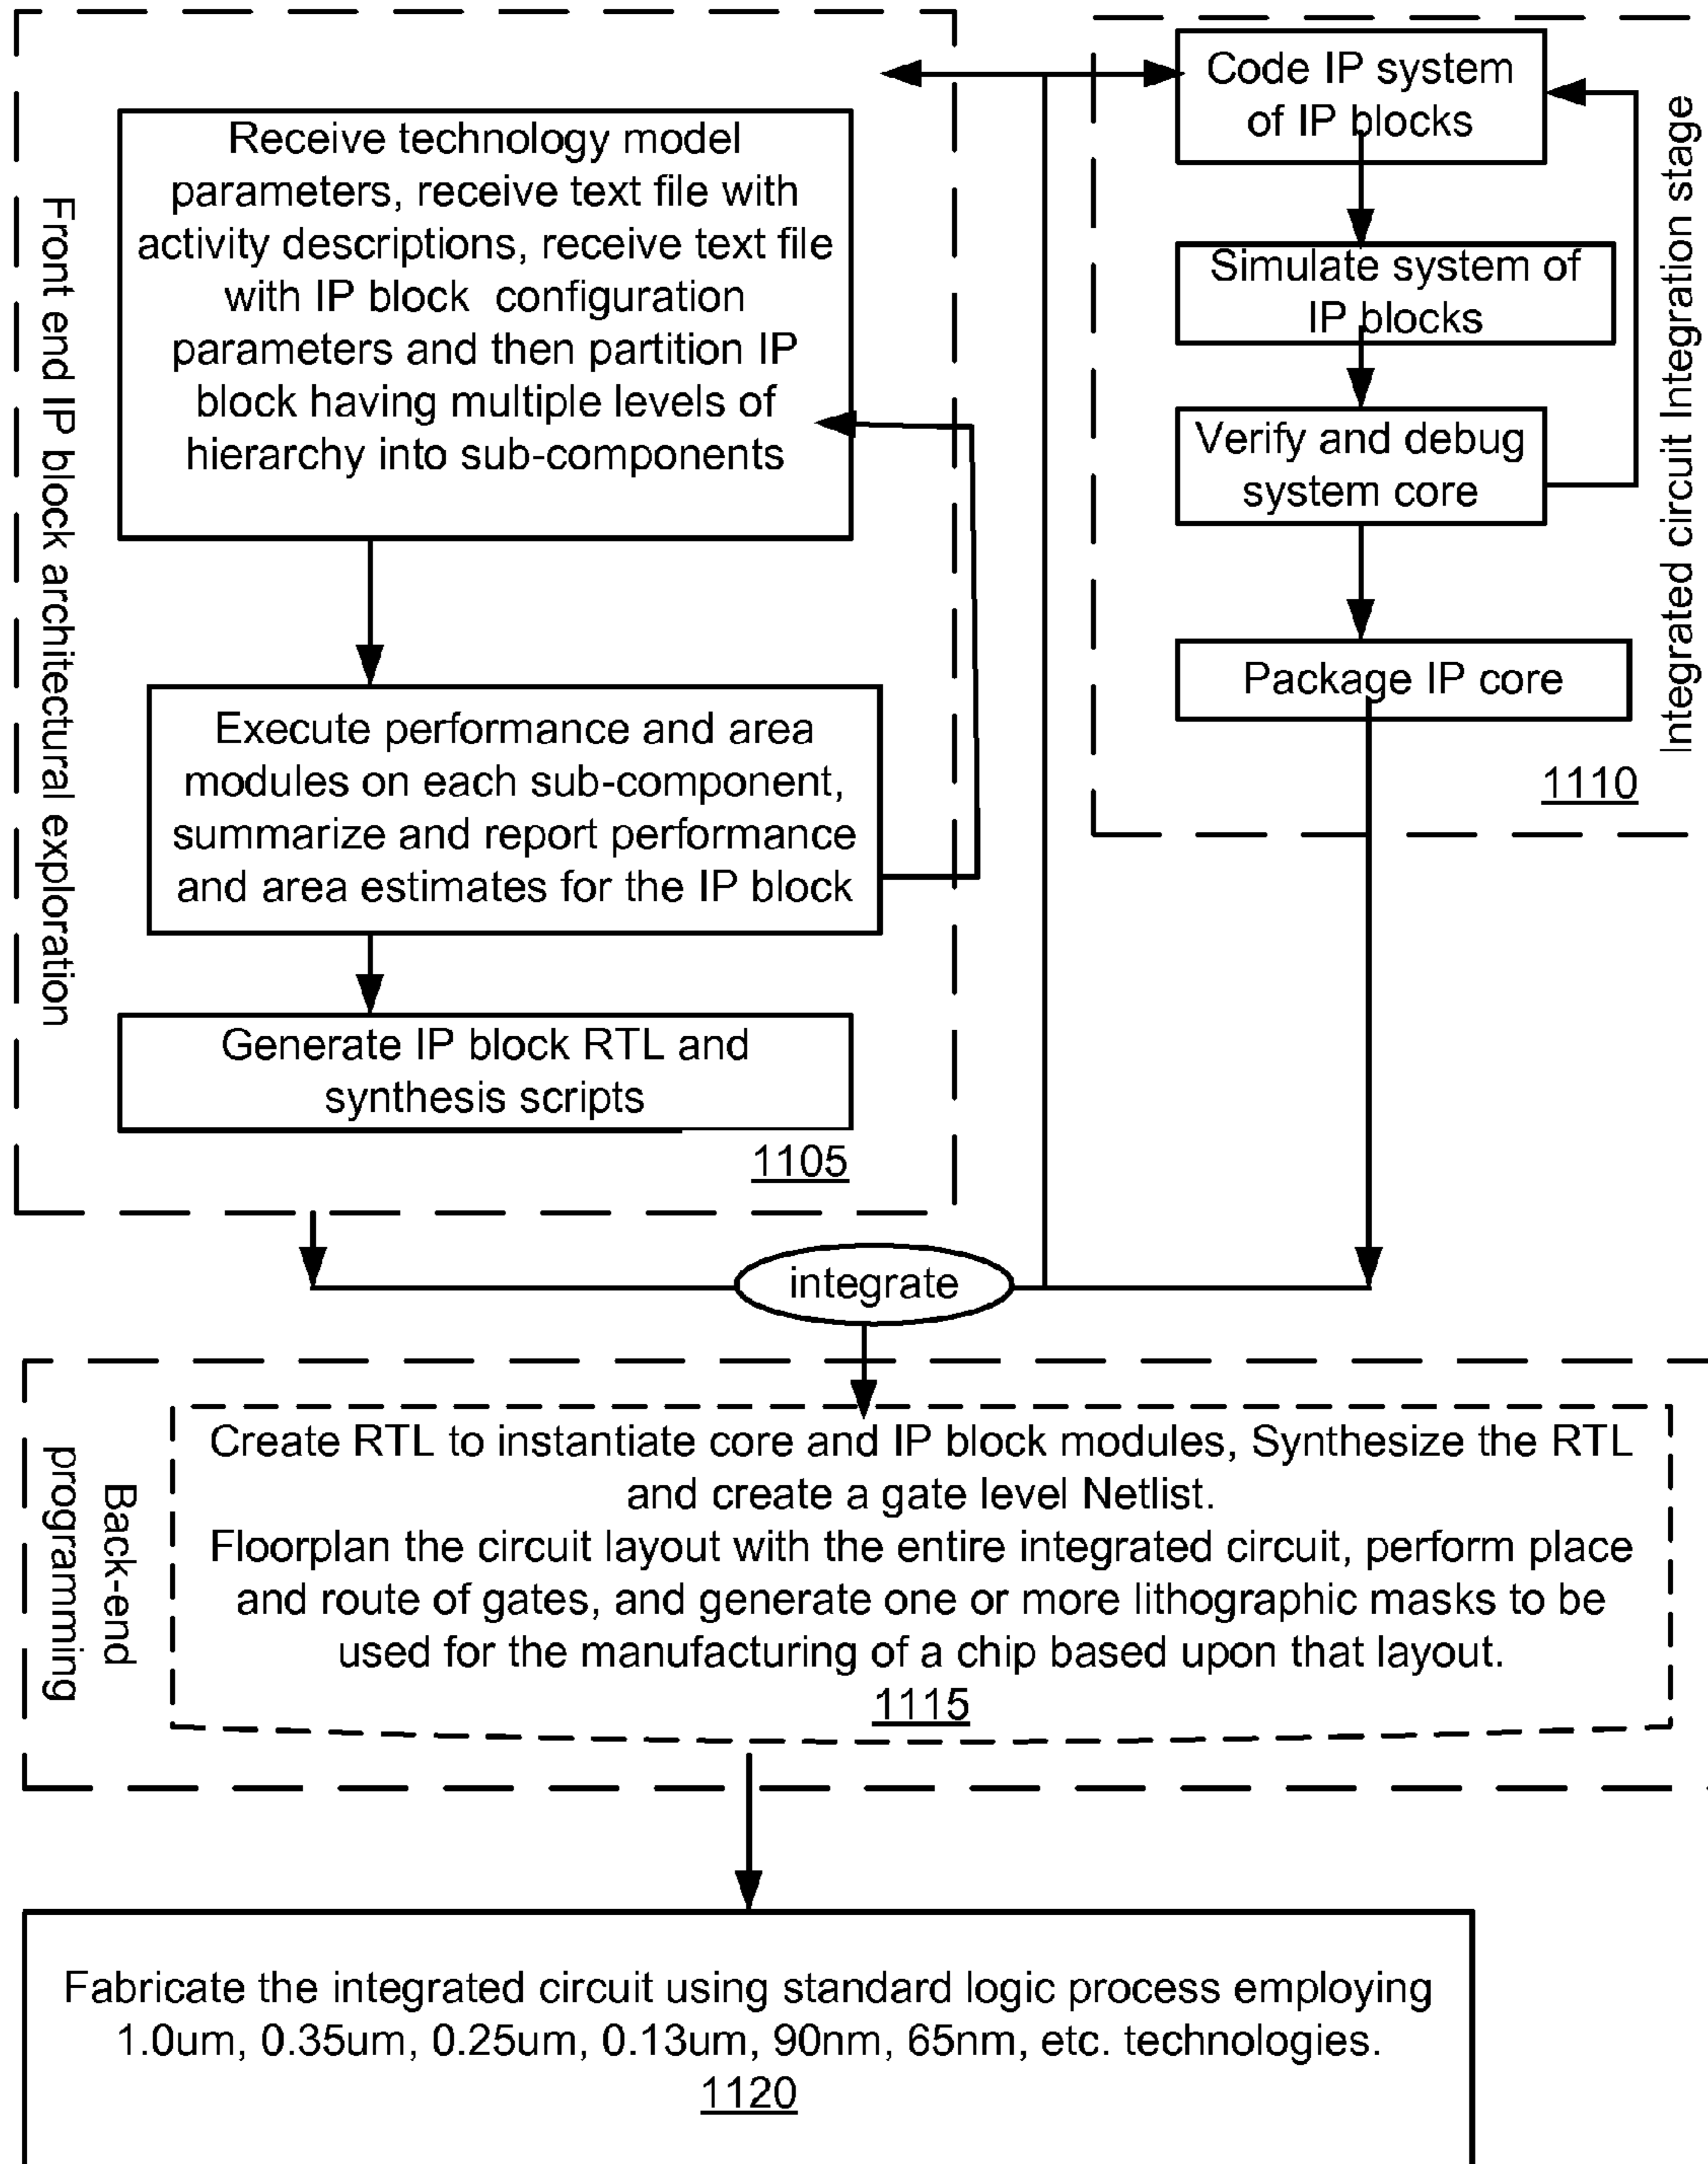 Front end IP block architectural exploration
Receive technology model
parameters, receive text file with
activity descriptions, receive text file
with IP block configuration
parameters and then partition IP
block having multiple levels of
hierarchy into sub-components
Execute performance and area
modules on each sub-component,
summarize and report performance
and area estimates for the IP block
Generate IP block RTL and
synthesis scripts
1105
Code IP system
of IP blocks
Simulate system of
IP blocks
Verify and debug
system core
Package IP core
1110
Integrated circuit Integration stage
integrate
Back-end
programming
Create RTL to instantiate core and IP block modules, Synthesize the RTL
and create a gate level Netlist.
Floorplan the circuit layout with the entire integrated circuit, perform place
and route of gates, and generate one or more lithographic masks to be
used for the manufacturing of a chip based upon that layout.
1115
Fabricate the integrated circuit using standard logic process employing
1.0um, 0.35um, 0.25um, 0.13um, 90nm, 65nm, etc. technologies.
1120